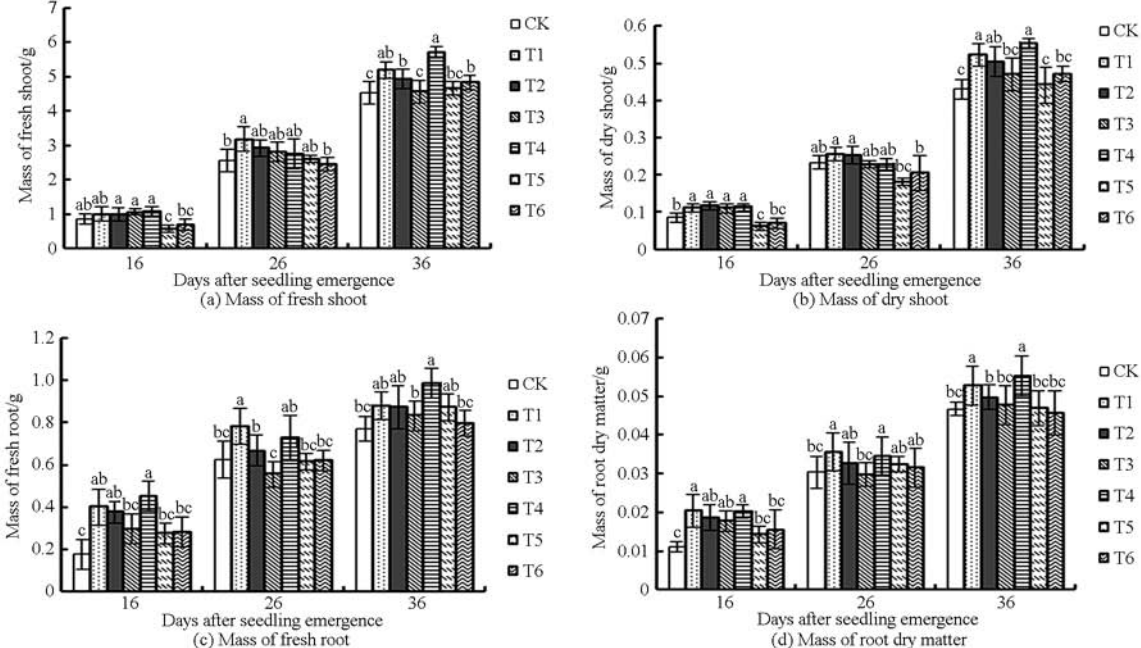 Mass of fresh shoot/g
7
6
5
4
3
2
1
0
ab ab a a a c bc
b a ab ab ab ab b
c ab b c a bc b
16 26 36
Days after seedling emergence
(a) Mass of fresh shoot
CK
T1
T2
T3
T4
T5
T6
Mass of dry shoot/g
0.6
0.5
0.4
0.3
0.2
0.1
0
b a a a a c bc
ab a a ab ab bc b
c a ab bc a c bc
16 26 36
Days after seedling emergence
(b) Mass of dry shoot
CK
T1
T2
T3
T4
T5
T6
Mass of fresh root/g
1.2
1.0
0.8
0.6
0.4
0.2
0
c ab ab bc a bc bc
bc a b c ab bc bc
bc ab ab b a ab bc
16 26 36
Days after seedling emergence
(c) Mass of fresh root
CK
T1
T2
T3
T4
T5
T6
Mass of root dry matter/g
0.07
0.06
0.05
0.04
0.03
0.02
0.01
0
c a ab ab a bc bc
bc a ab bc a ab ab
bc a b bc a bc bc
16 26 36
Days after seedling emergence
(d) Mass of root dry matter
CK
T1
T2
T3
T4
T5
T6